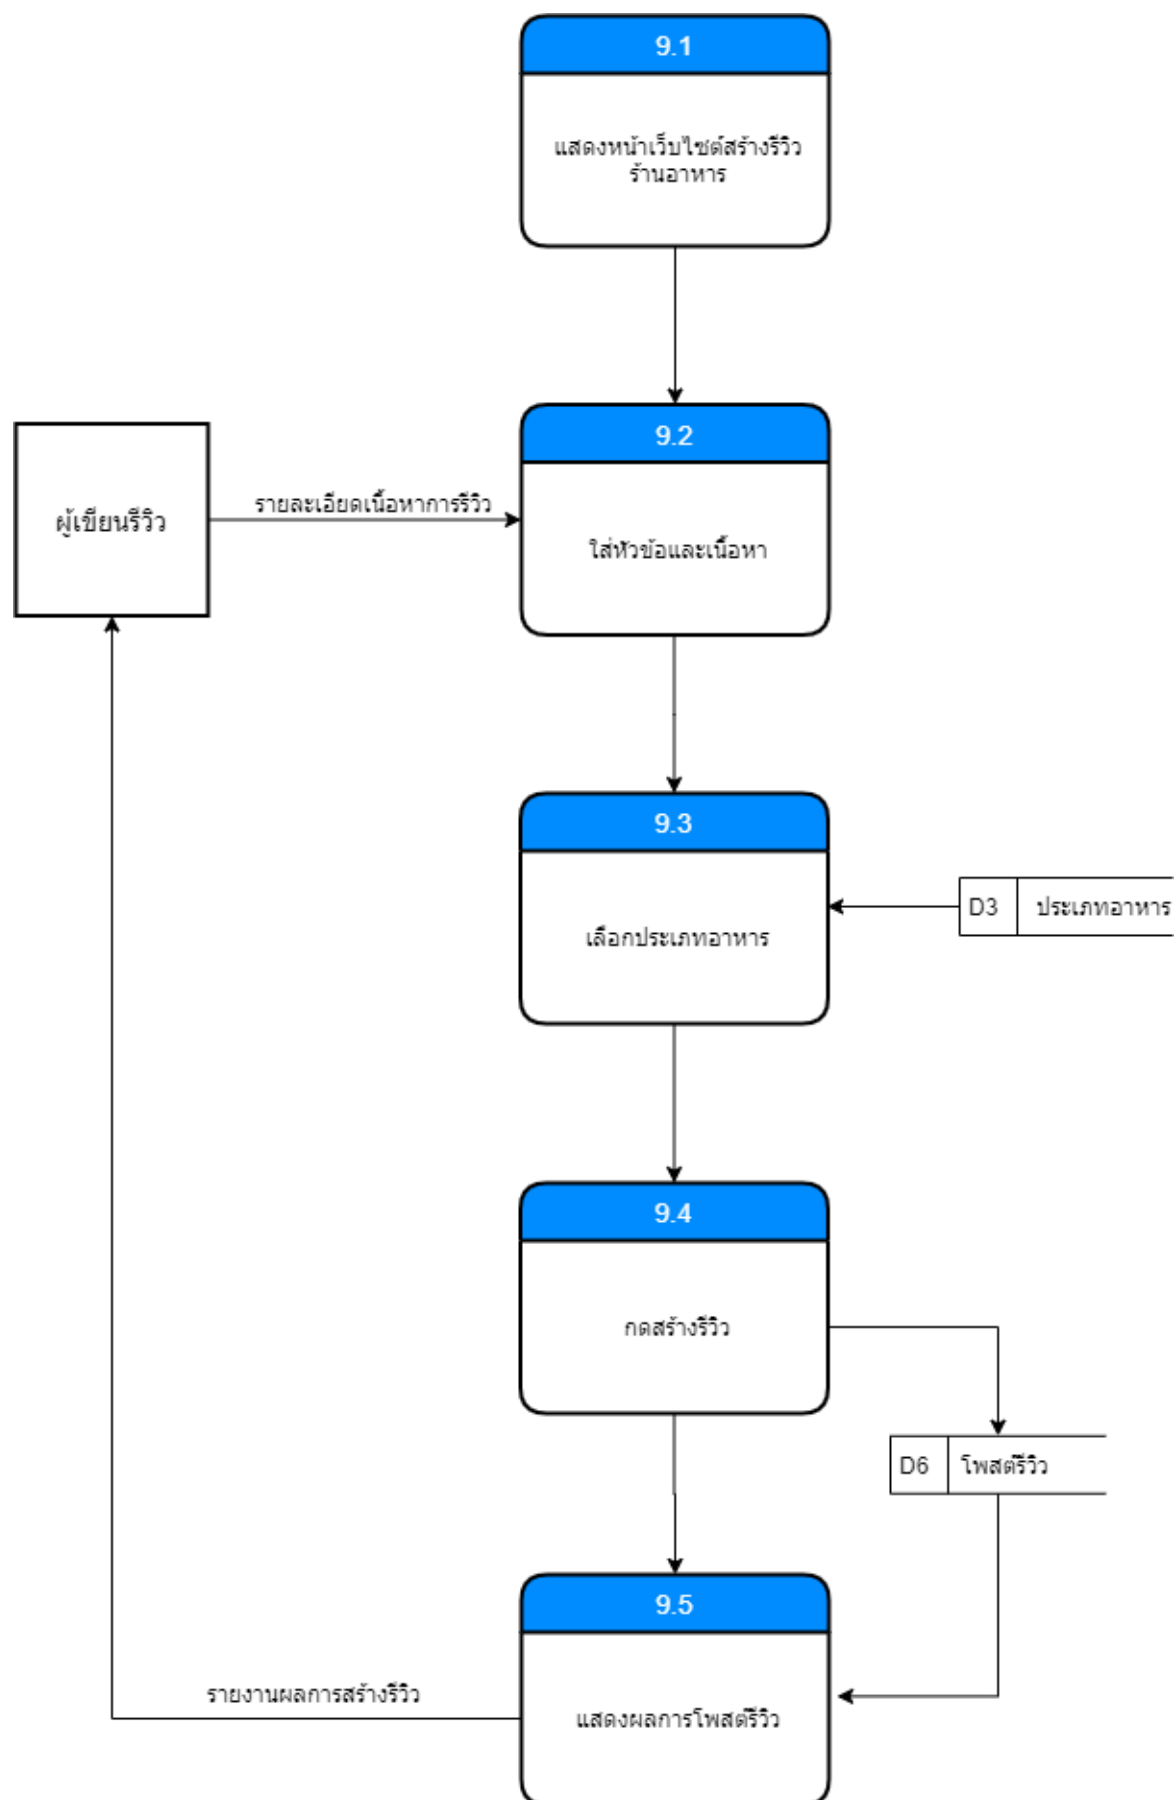 9.1
แสดงหน้าเว็บไซต์สร้างรีวิว
ร้านอาหาร
9.2
ผู้เขียนรีวิว
รายละเอียดเนื้อหาการรีวิว
ใส่หัวข้อและเนื้อหา
9.3
เลือกประเภทอาหาร
D3 ประเภทอาหาร
9.4
กดสร้างรีวิว
D6 โพสต์รีวิว
9.5
รายงานผลการสร้างรีวิว
แสดงผลการโพสต์รีวิว